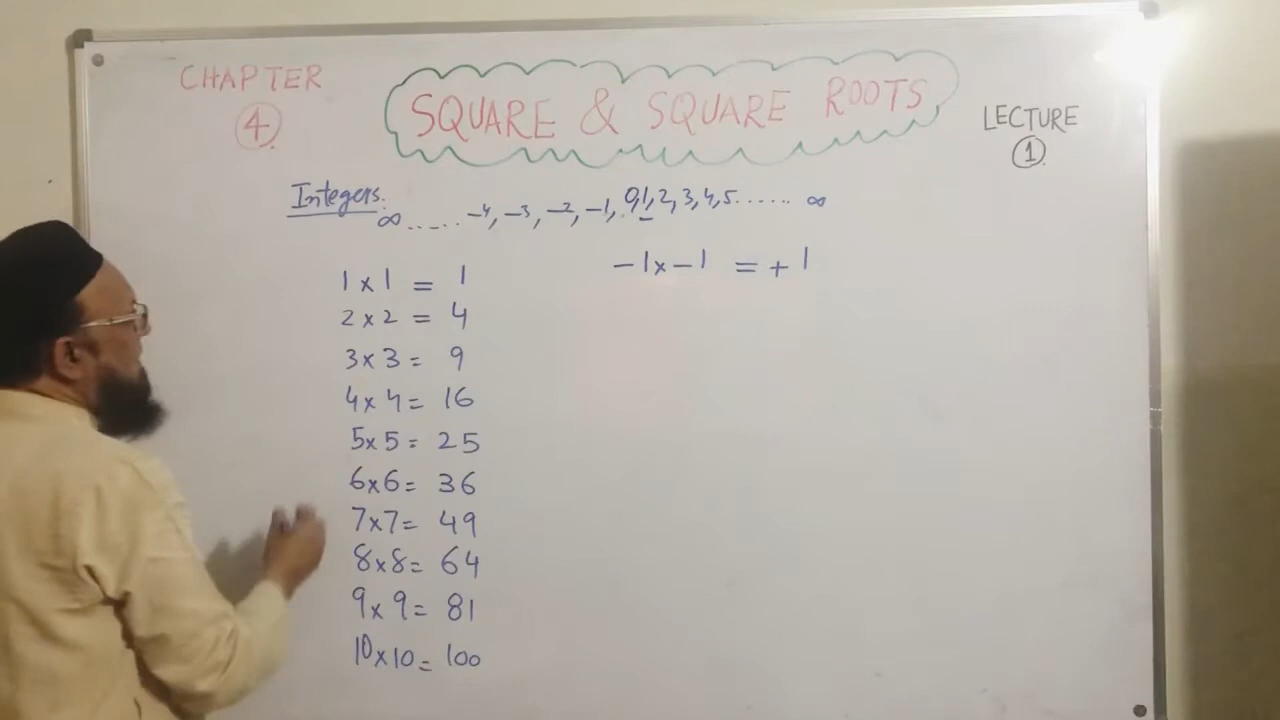 CHAPTER
4
SQUARE & SQUARE ROOTS
LECTURE
1
Integers.
∞ ...... -4, -3, -2, -1, 0,1,2,3,4,5...... ∞
1 x 1 = 1
2 x 2 = 4
3 x 3 = 9
4 x 4 = 16
5 x 5 = 25
6 x 6 = 36
7 x 7 = 49
8 x 8 = 64
9 x 9 = 81
10 x 10 = 100
-1 x -1 = +1